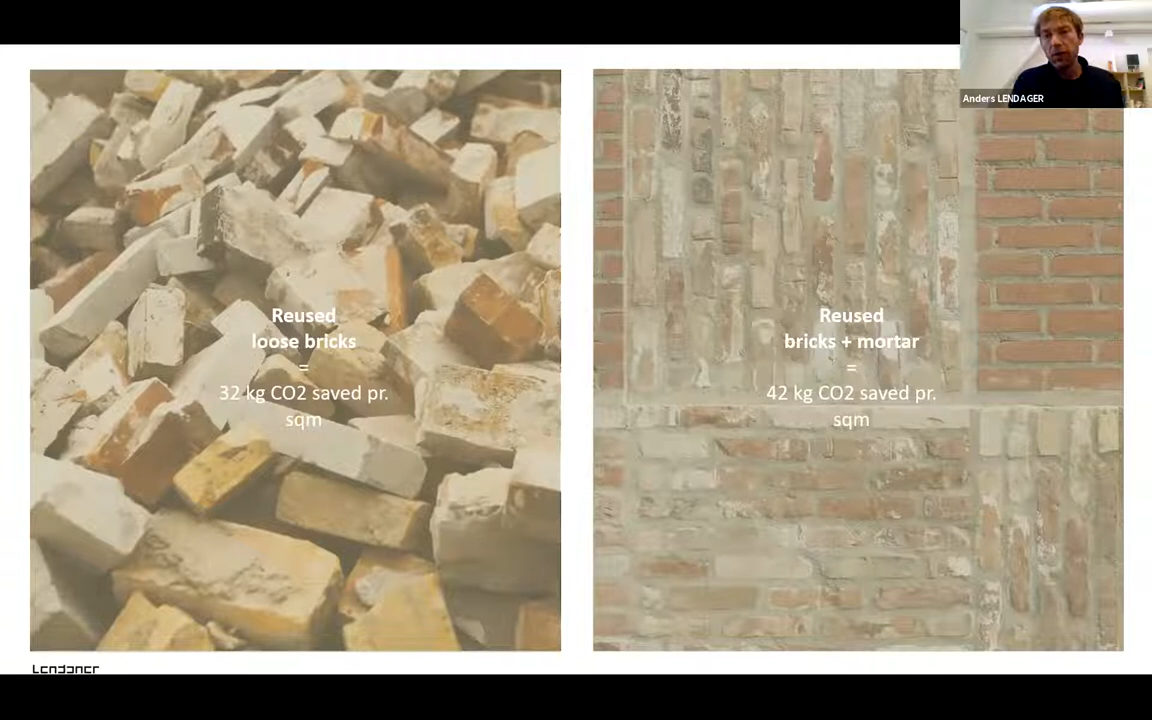 Anders LENDAGER
Reused
loose bricks
=
32 kg CO2 saved pr.
sqm
Reused
bricks + mortar
=
42 kg CO2 saved pr.
sqm
Lendager